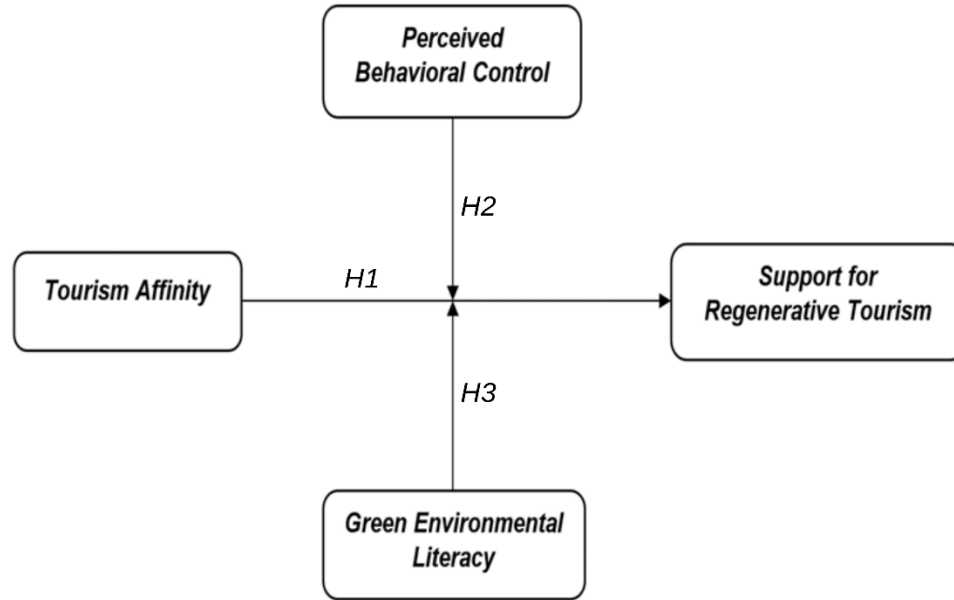 Perceived
Behavioral Control
H2
H1
Tourism Affinity
Support for
Regenerative Tourism
H3
Green Environmental
Literacy